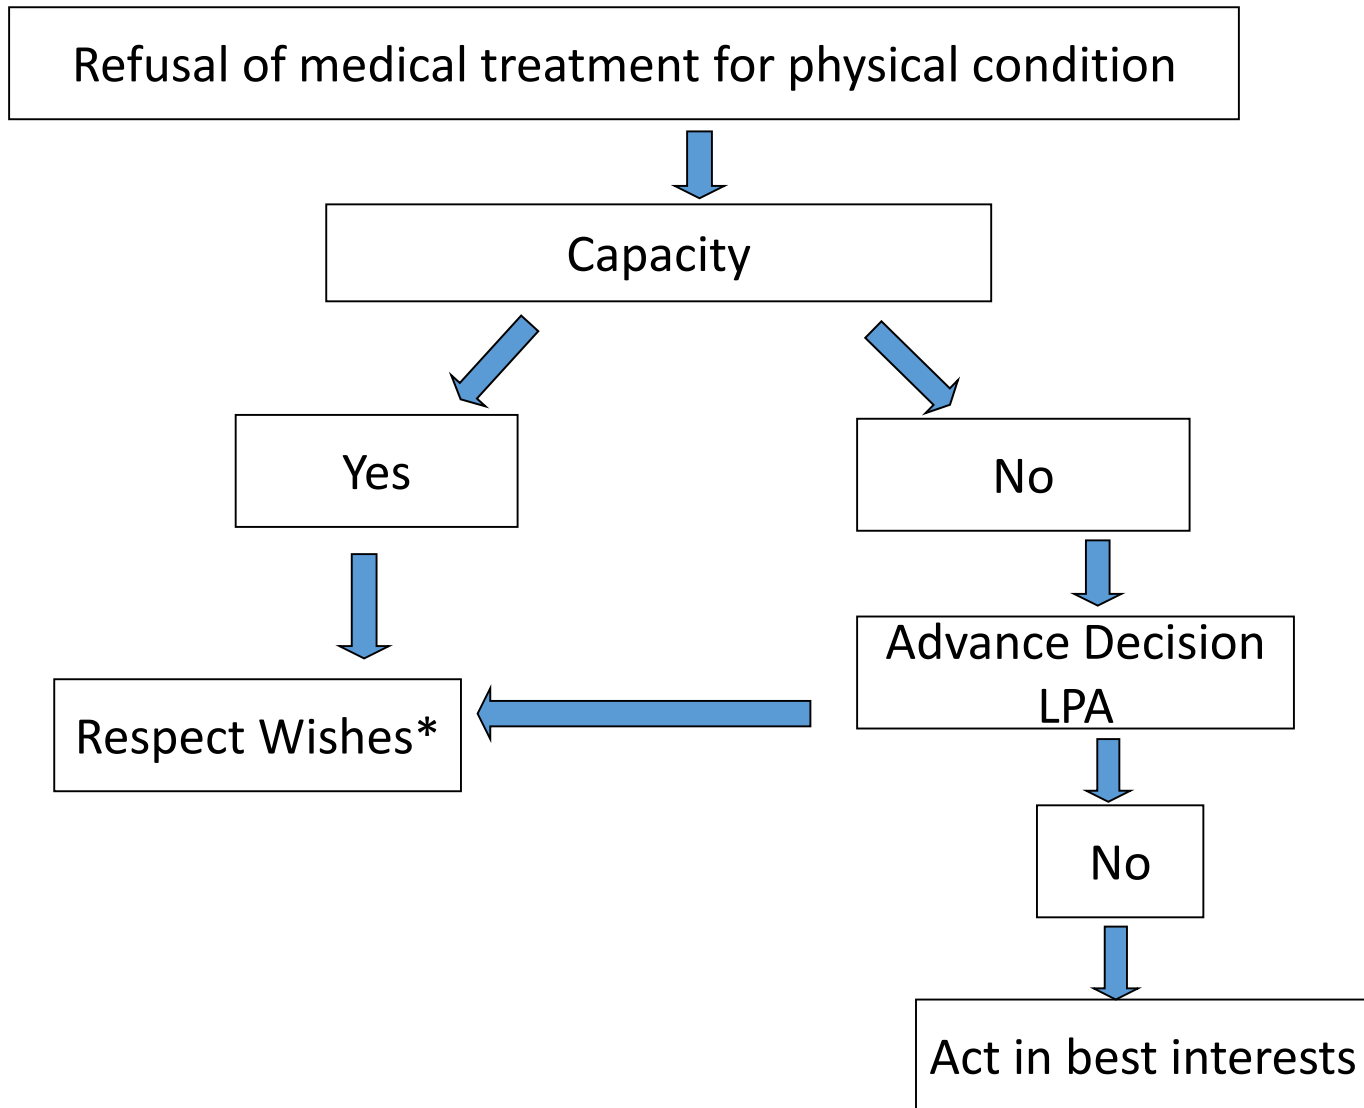 Refusal of medical treatment for physical condition
Capacity
Yes
No
Advance Decision
LPA
Respect Wishes*
No
Act in best interests